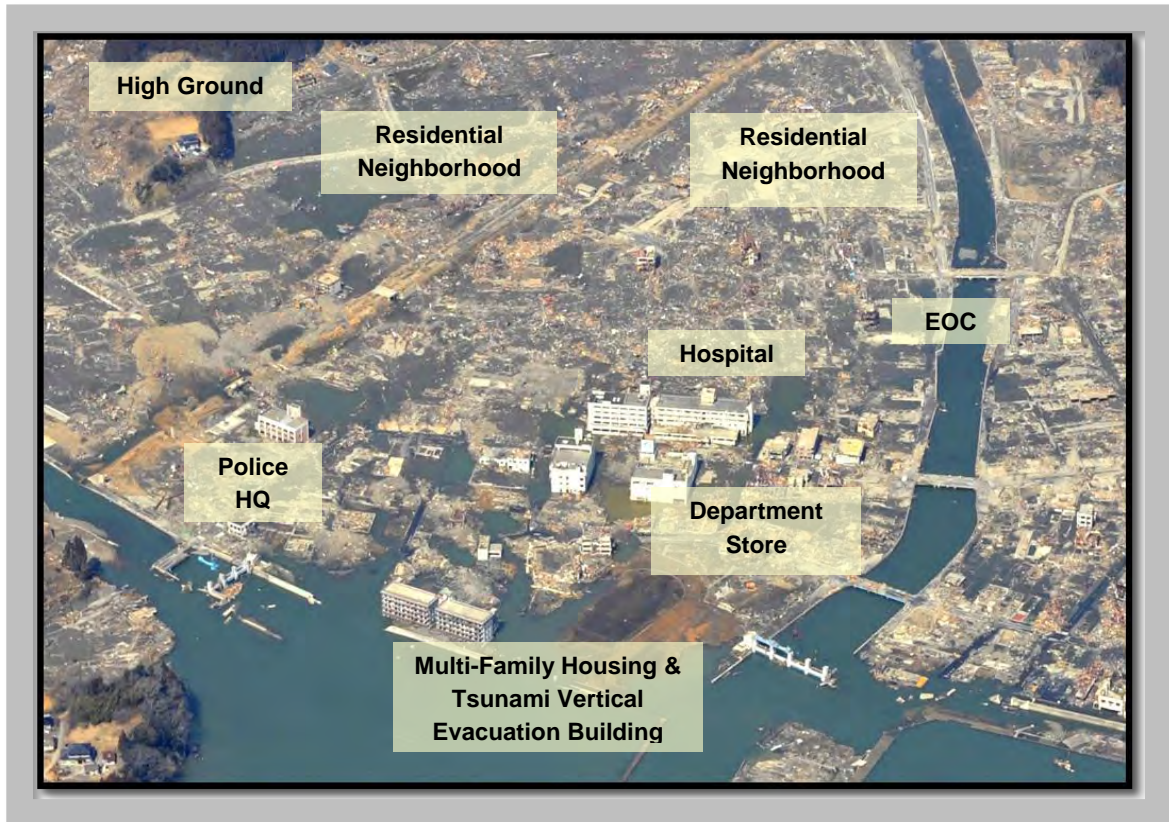 High Ground
Residential
Neighborhood
Residential
Neighborhood
EOC
Hospital
Police
HQ
Department
Store
Multi-Family Housing &
Tsunami Vertical
Evacuation Building